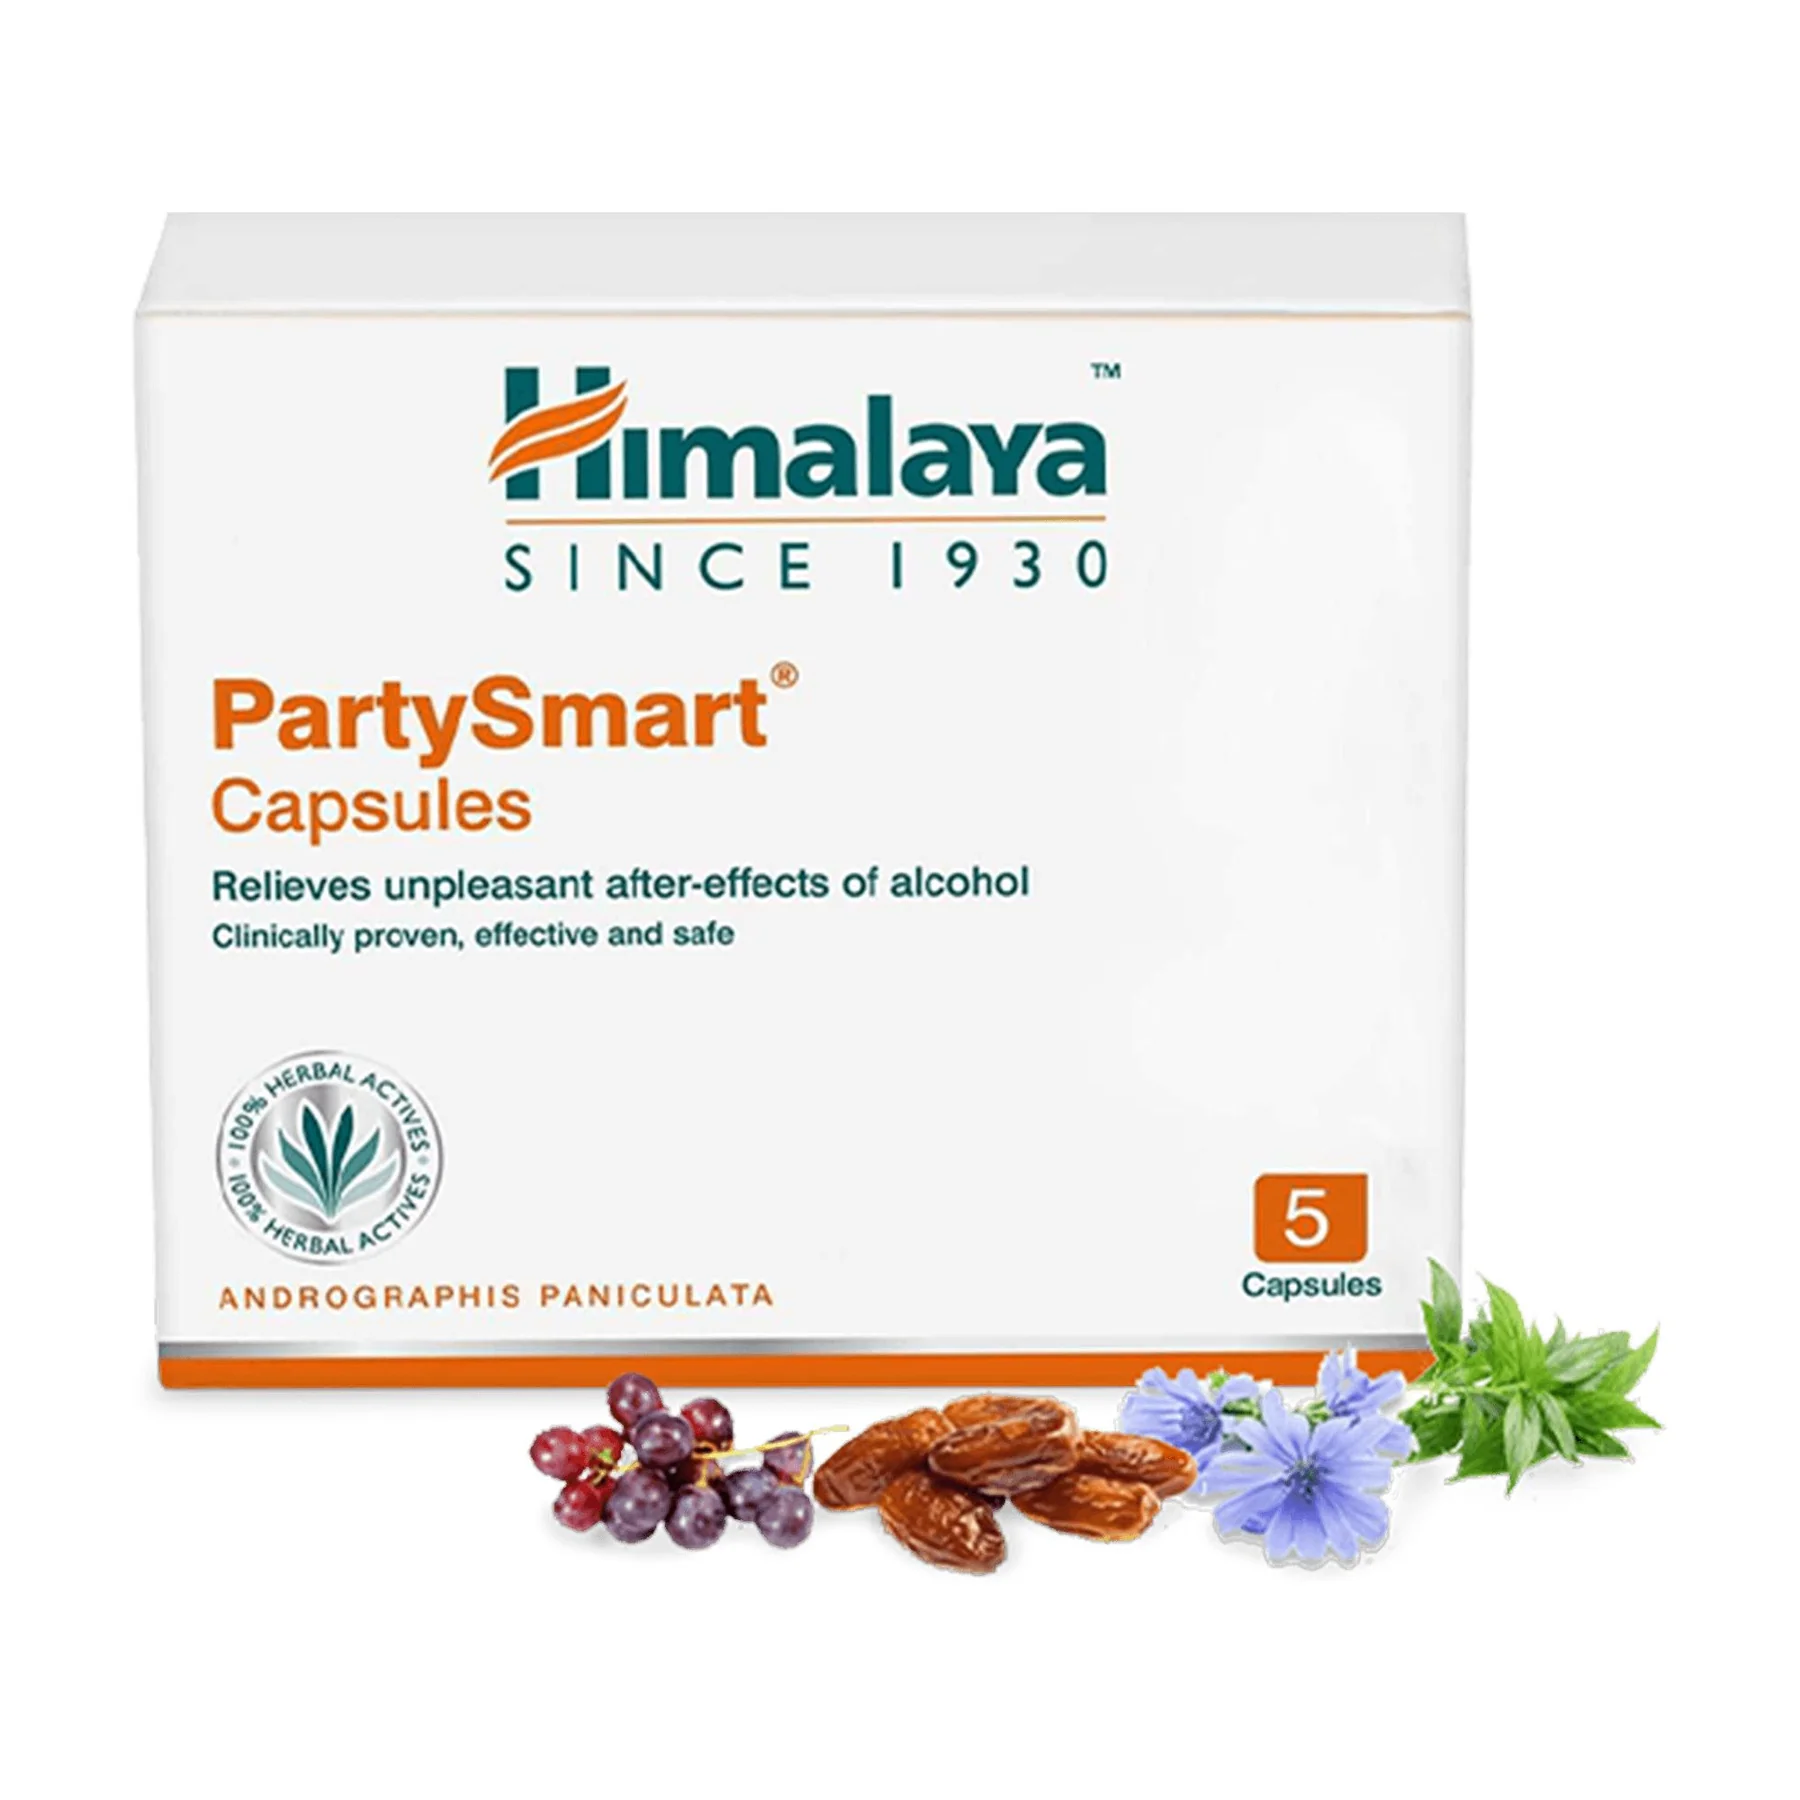 Himalaya™
SINCE 1930
PartySmart®
Capsules
Relieves unpleasant after-effects of alcohol
Clinically proven, effective and safe
100% HERBAL ACTIVES
100% HERBAL ACTIVES
ANDROGRAPHIS PANICULATA
5
Capsules